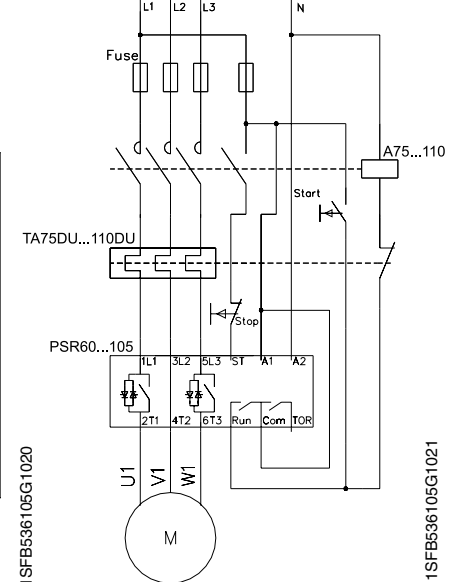 L1 L2 L3 N
Fuse
A75...110
Start
TA75DU...110DU
Stop
PSR60...105
1L1 3L2 5L3 ST A1 A2
2T1 4T2 6T3 Run Com TOR
U1 V1 W1
M
1SFB536105G1020
1SFB536105G1021